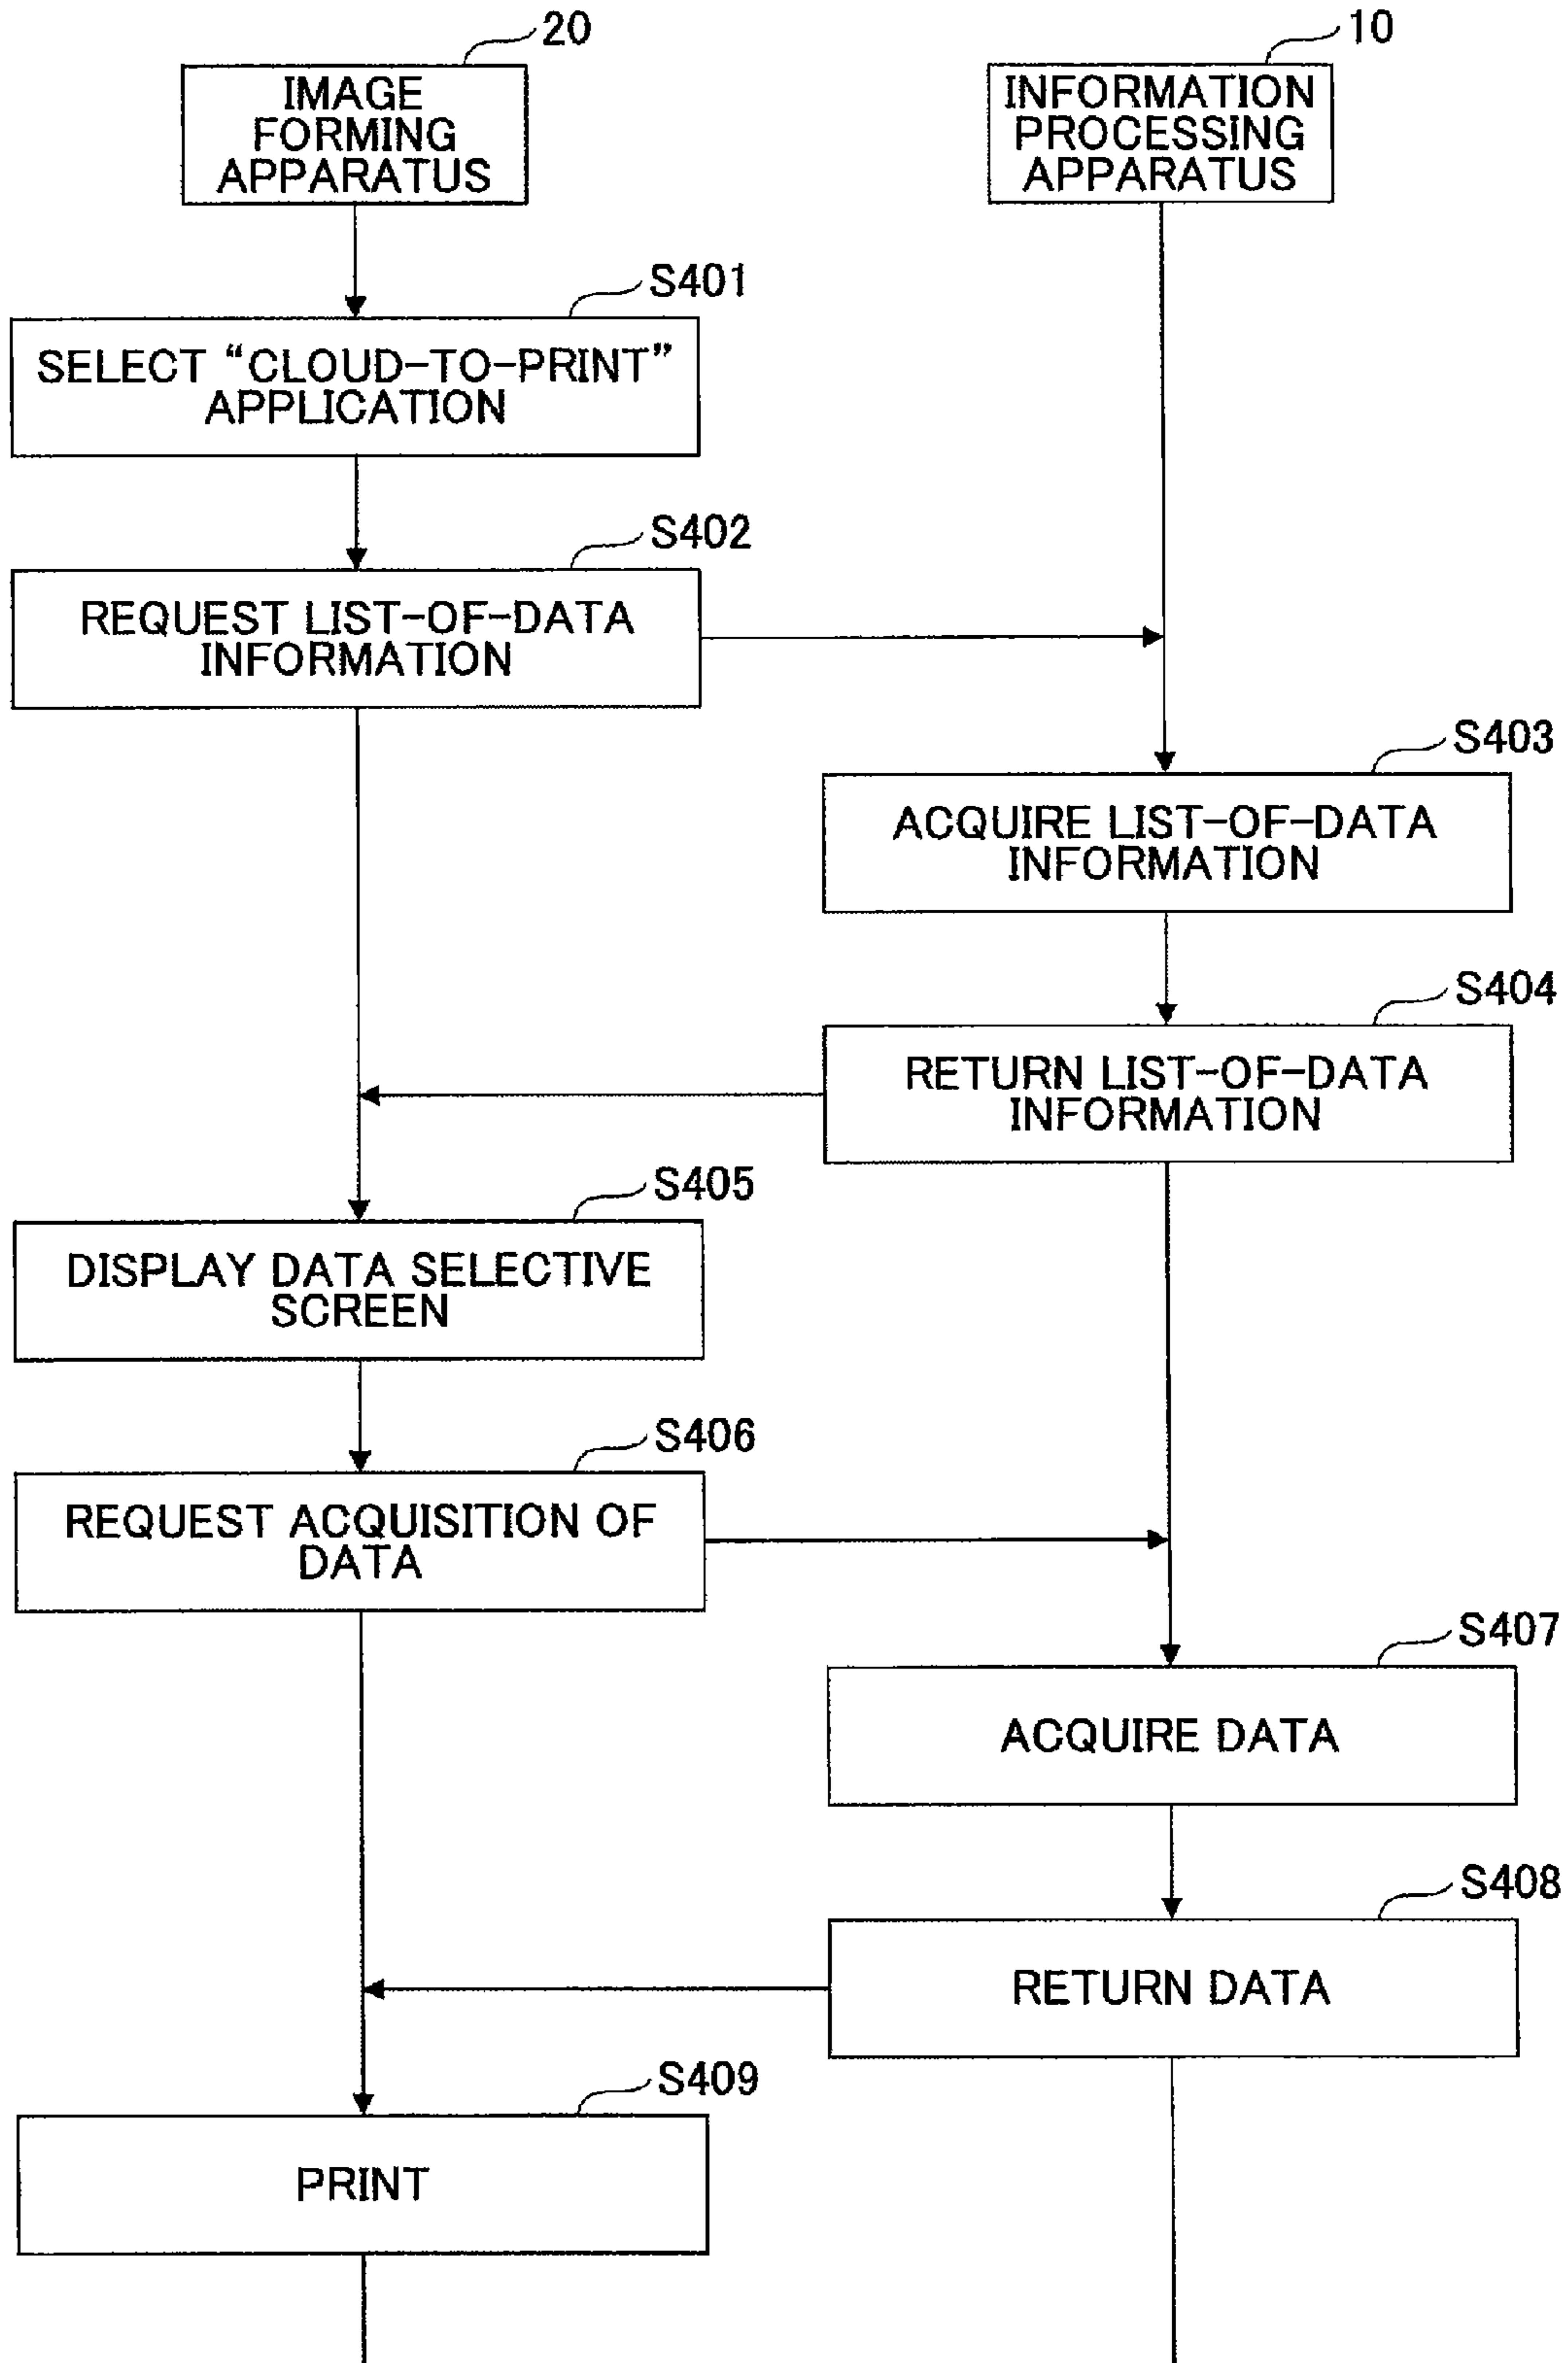 20
IMAGE
FORMING
APPARATUS
10
INFORMATION
PROCESSING
APPARATUS
S401
SELECT “CLOUD-TO-PRINT”
APPLICATION
S402
REQUEST LIST-OF-DATA
INFORMATION
S403
ACQUIRE LIST-OF-DATA
INFORMATION
S404
RETURN LIST-OF-DATA
INFORMATION
S405
DISPLAY DATA SELECTIVE
SCREEN
S406
REQUEST ACQUISITION OF
DATA
S407
ACQUIRE DATA
S408
RETURN DATA
S409
PRINT